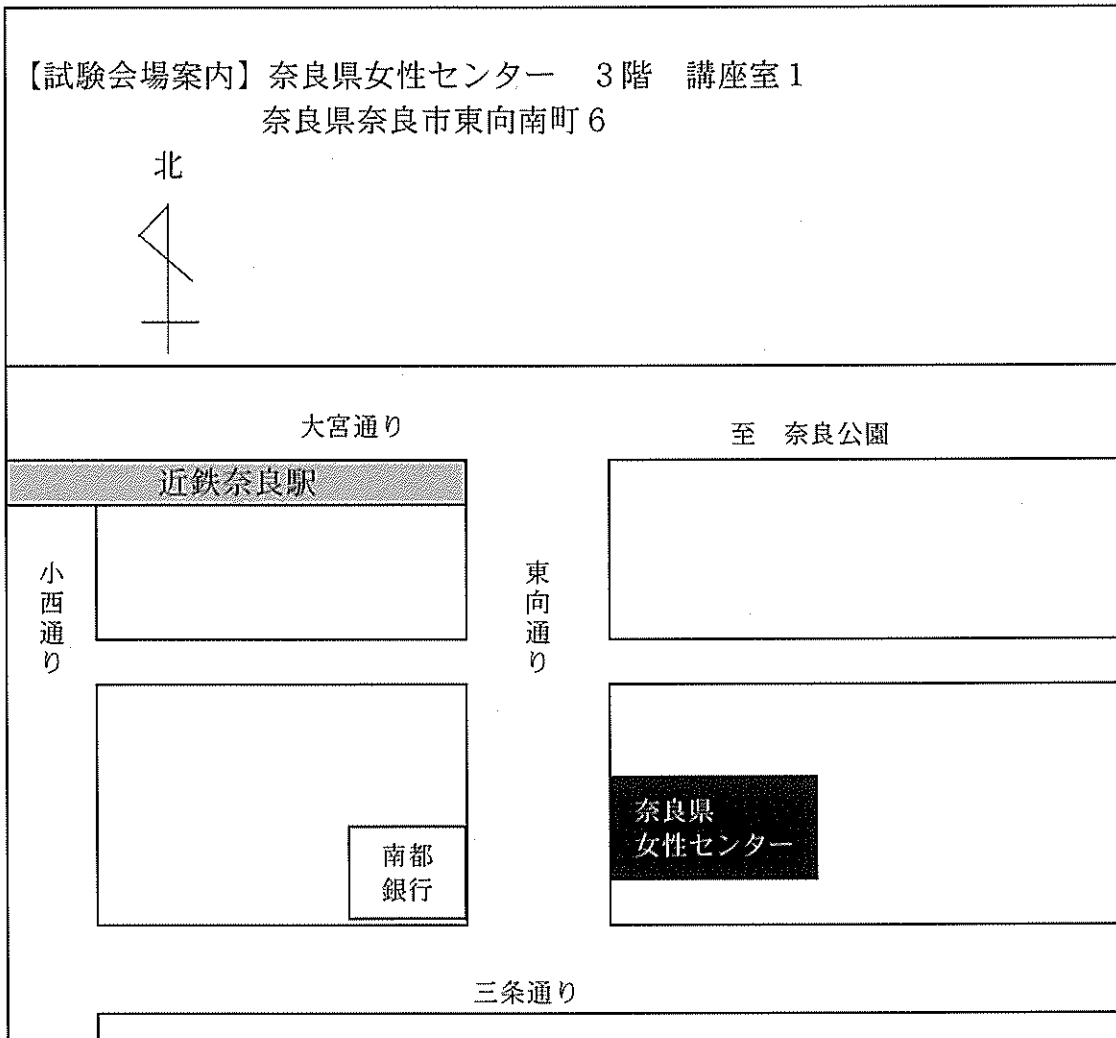 【試験会場案内】奈良県女性センター　3階　講座室1
奈良県奈良市東向南町6
北
大宮通り
至　奈良公園
近鉄奈良駅
小西通り
東向通り
奈良県
女性センター
南都
銀行
三条通り